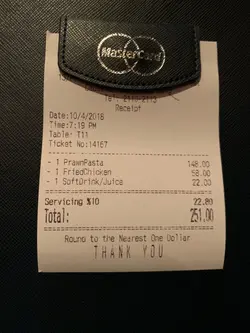 MasterCard
Receipt
Date:10/4/2018
Time:7:19 PM
Table: T11
Ticket No:14167
- 1 PrawnPasta 148.00
- 1 FriedChicken 58.00
- 1 SoftDrink/Juice 22.00
Servicing %10 22.80
Total: 251.00
Round to the Nearest One Dollar
THANK YOU